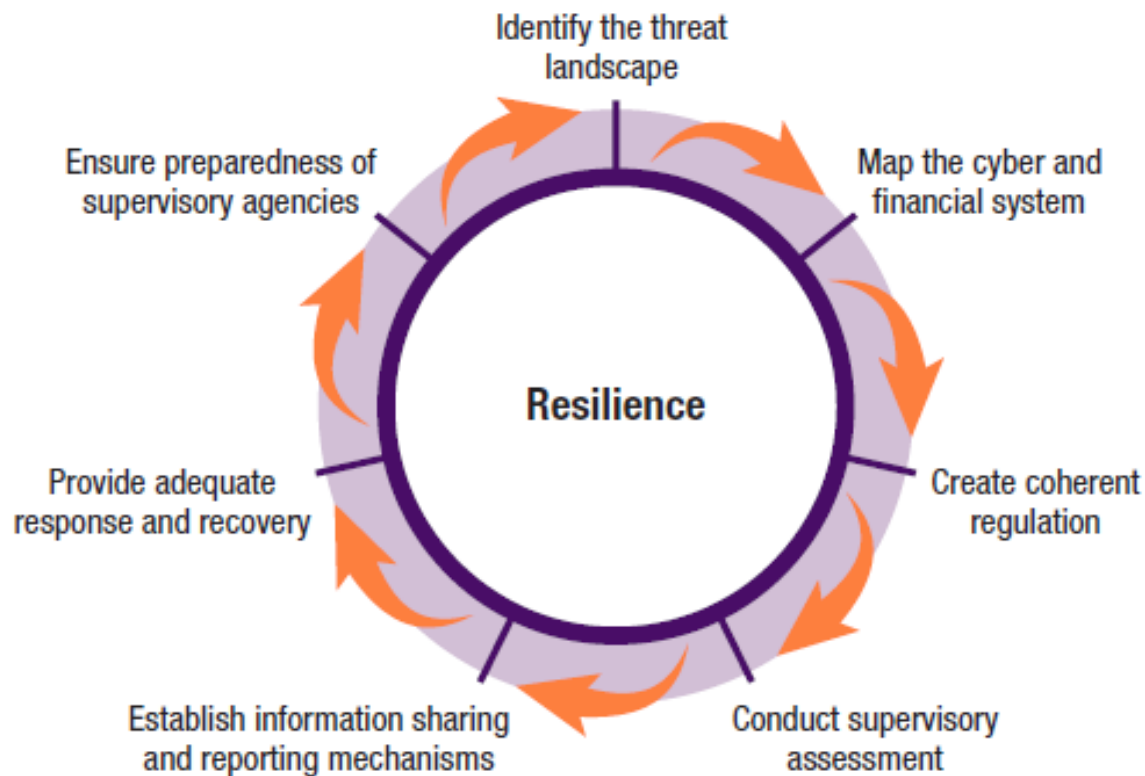 Identify the threat
landscape
Map the cyber and
financial system
Create coherent
regulation
Conduct supervisory
assessment
Establish information sharing
and reporting mechanisms
Provide adequate
response and recovery
Ensure preparedness of
supervisory agencies
Resilience